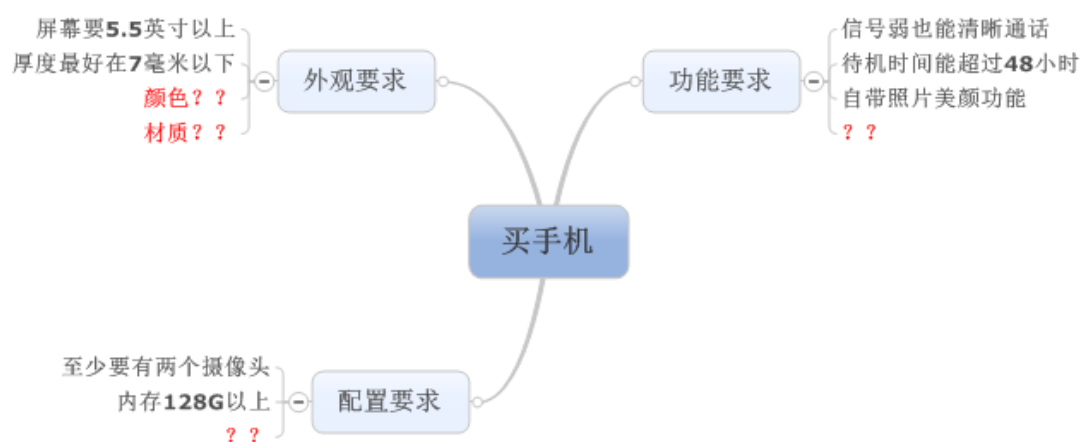 屏幕要5.5英寸以上
厚度最好在7毫米以下
颜色？？
材质？？
外观要求
功能要求
信号弱也能清晰通话
待机时间能超过48小时
自带照片美颜功能
？？
买手机
至少要有两个摄像头
内存128G以上
？？
配置要求